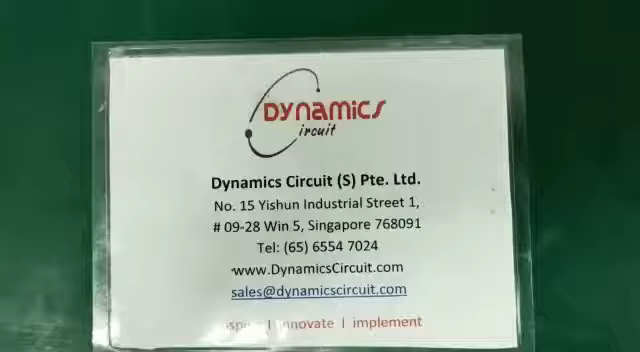 DYNAMICS
ircuit
Dynamics Circuit (S) Pte. Ltd.
No. 15 Yishun Industrial Street 1,
# 09-28 Win 5, Singapore 768091
Tel: (65) 6554 7024
www.DynamicsCircuit.com
sales@dynamicscircuit.com
| innovate | implement